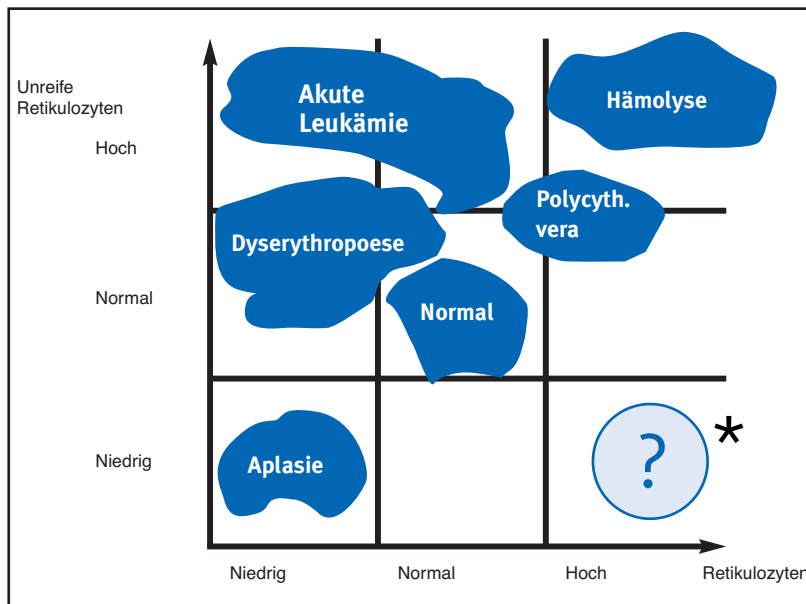 Unreife
Retikulozyten
Hoch
Normal
Niedrig
Akute
Leukämie
Hämolyse
Polycyth.
vera
Dyserythropoese
Normal
Aplasie
? *
Niedrig
Normal
Hoch
Retikulozyten